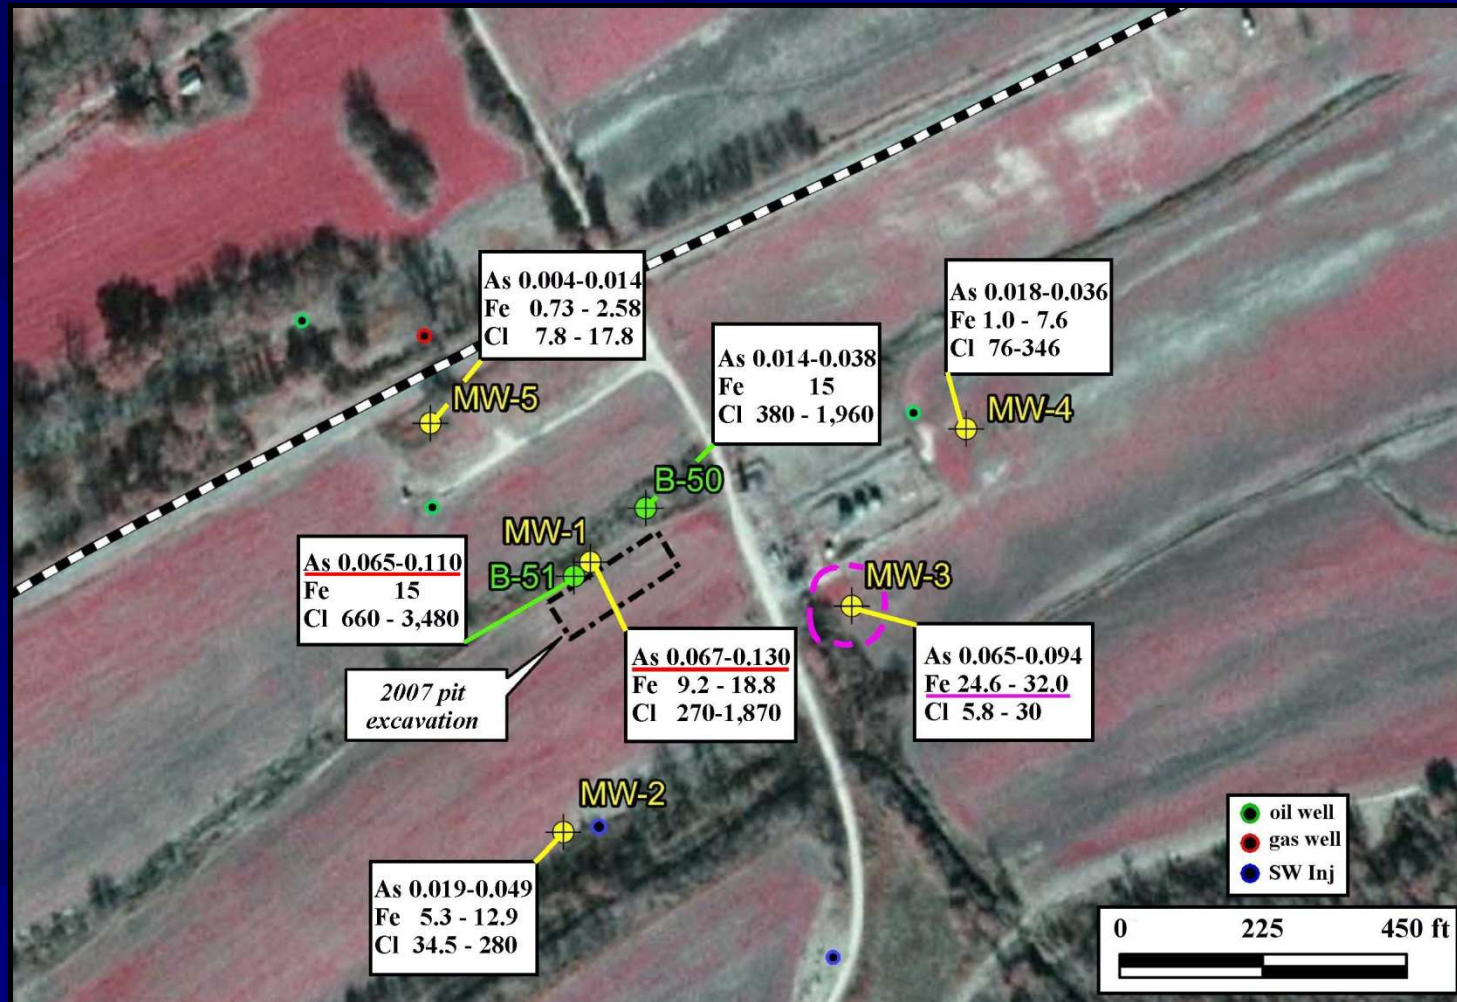 As 0.004-0.014
Fe 0.73 - 2.58
Cl 7.8 - 17.8
MW-5
As 0.018-0.036
Fe 1.0 - 7.6
Cl 76-346
MW-4
As 0.014-0.038
Fe 15
Cl 380 - 1,960
B-50
MW-1
B-51
As 0.065-0.110
Fe 15
Cl 660 - 3,480
MW-3
2007 pit
excavation
As 0.067-0.130
Fe 9.2 - 18.8
Cl 270-1,870
As 0.065-0.094
Fe 24.6 - 32.0
Cl 5.8 - 30
MW-2
As 0.019-0.049
Fe 5.3 - 12.9
Cl 34.5 - 280
oil well
gas well
SW Inj
0 225 450 ft